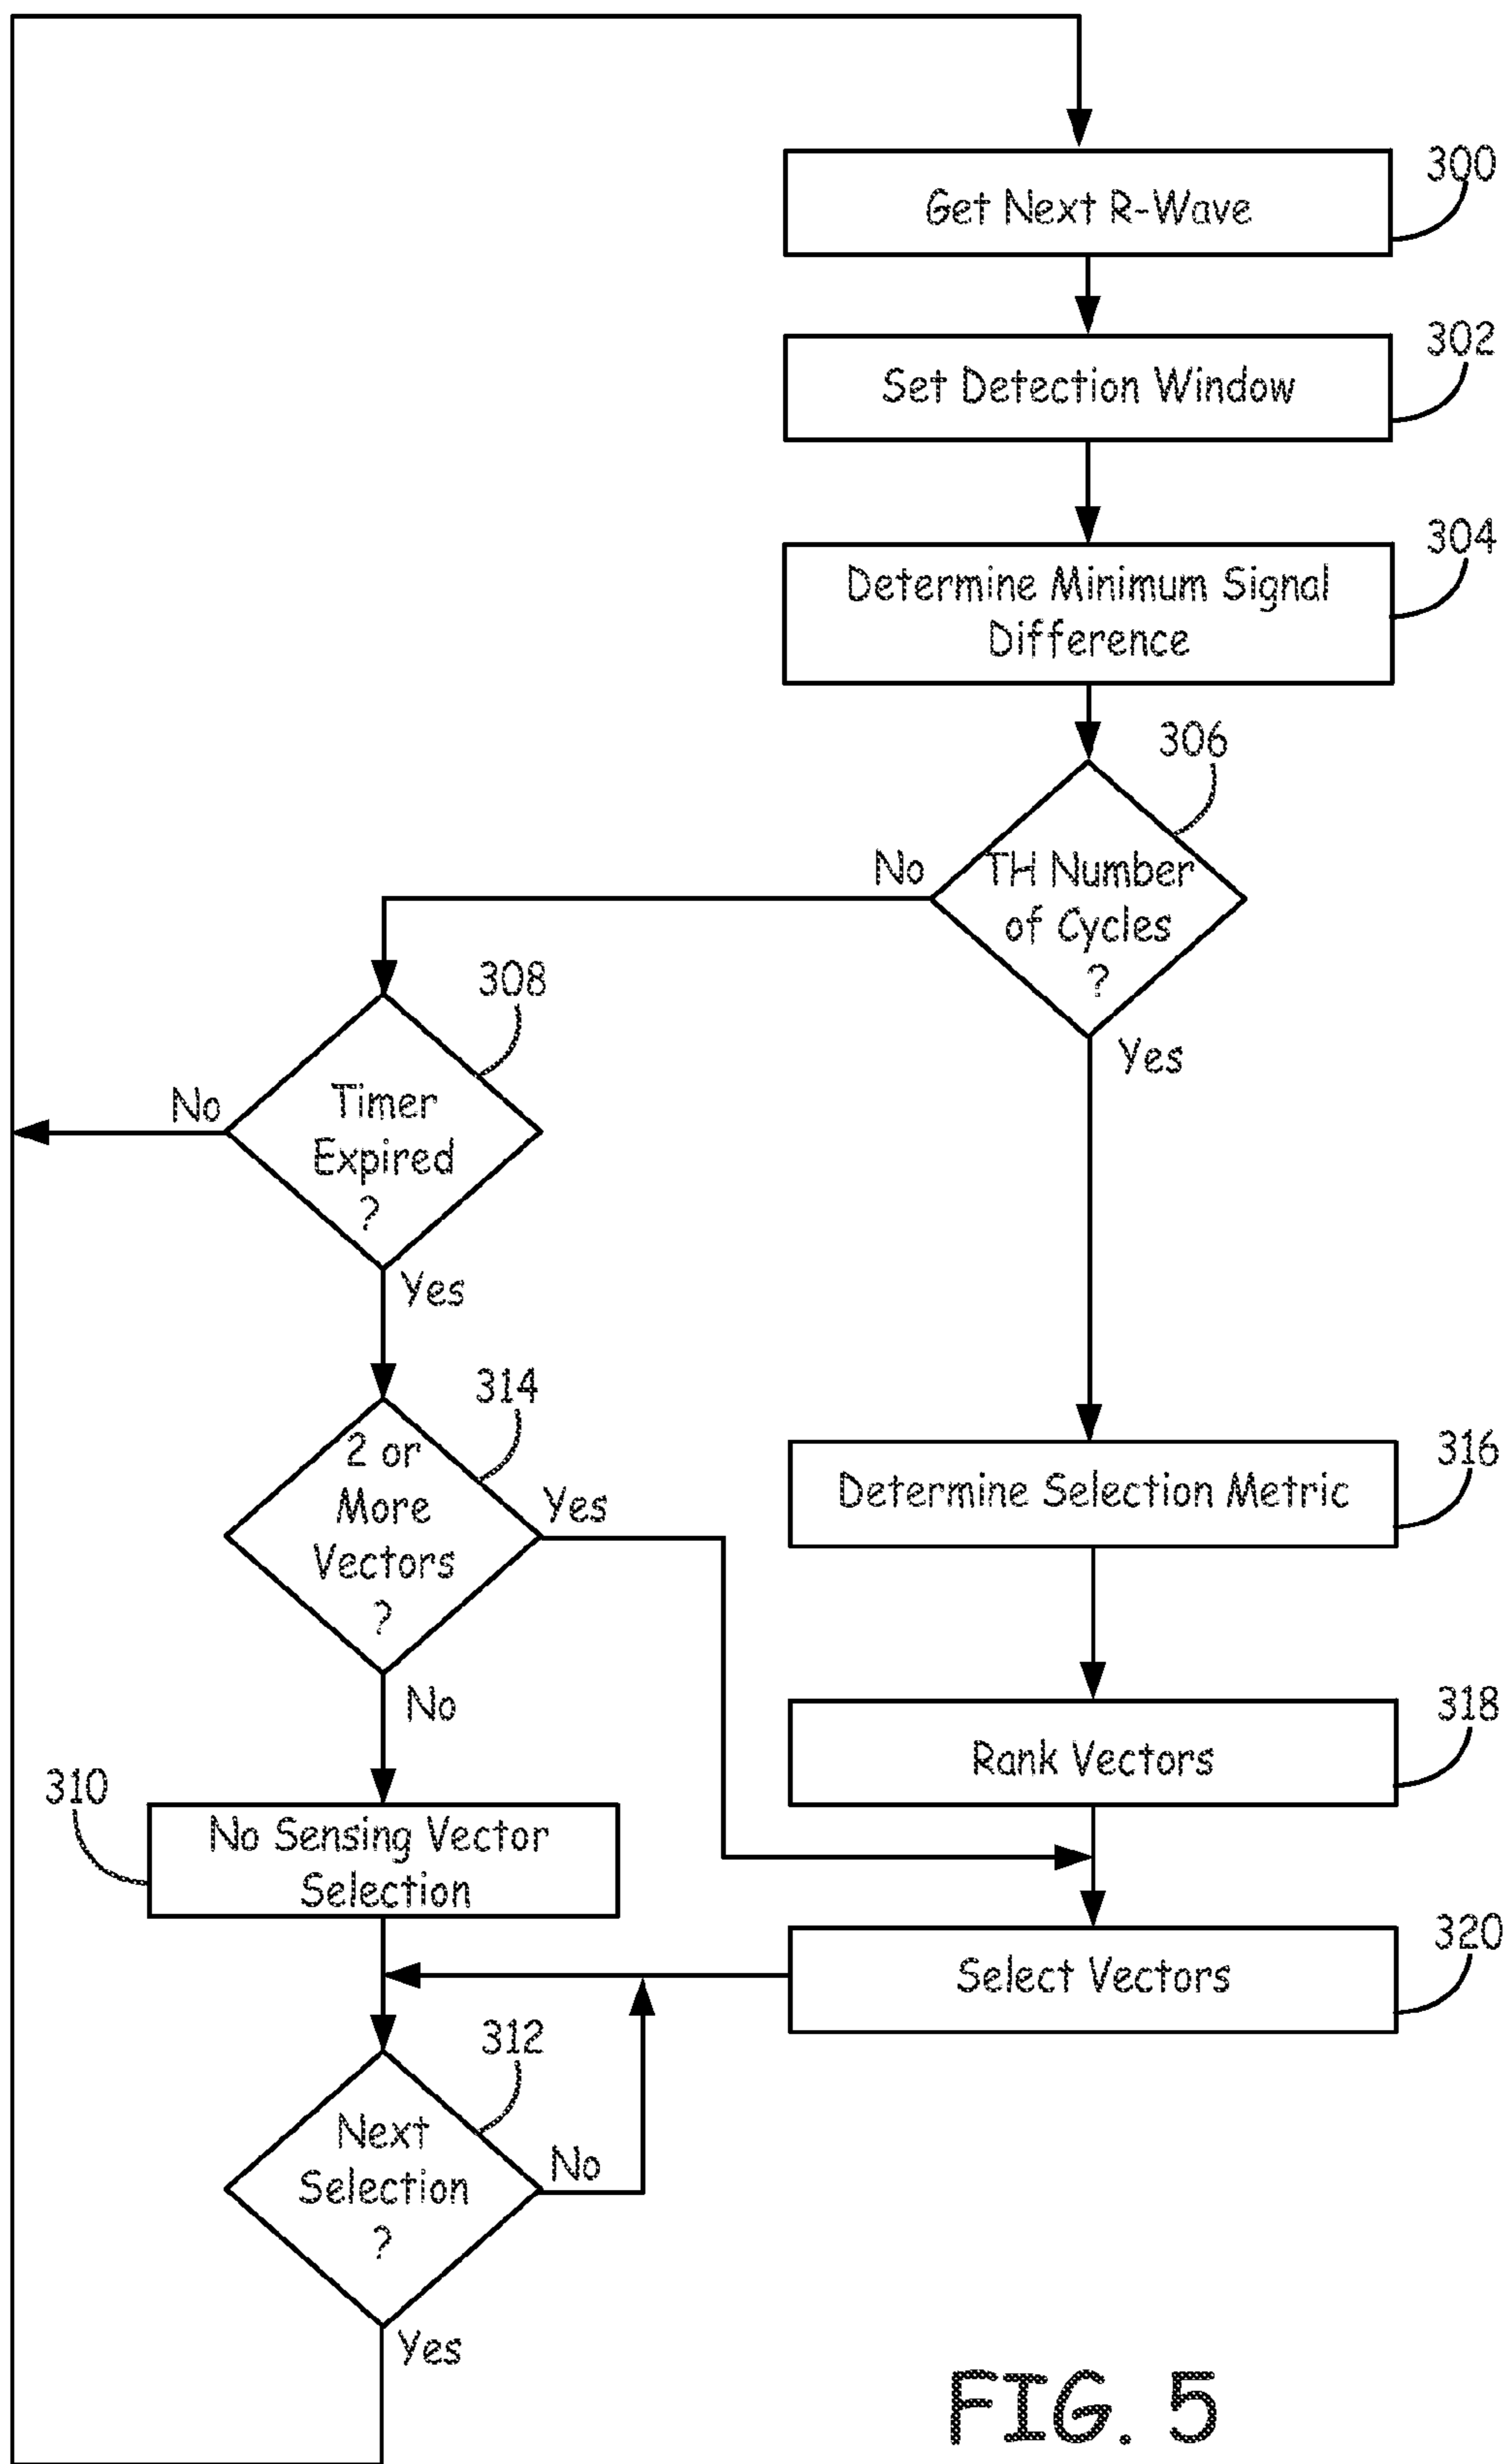 300
Get Next R-Wave
302
Set Detection Window
304
Determine Minimum Signal
Difference
306
No
TH Number
of Cycles
?
Yes
308
No
Timer
Expired
?
Yes
314
2 or
More
Vectors
?
Yes
No
316
Determine Selection Metric
318
Rank Vectors
310
No Sensing Vector
Selection
320
Select Vectors
312
Next
Selection
?
No
Yes
FIG. 5